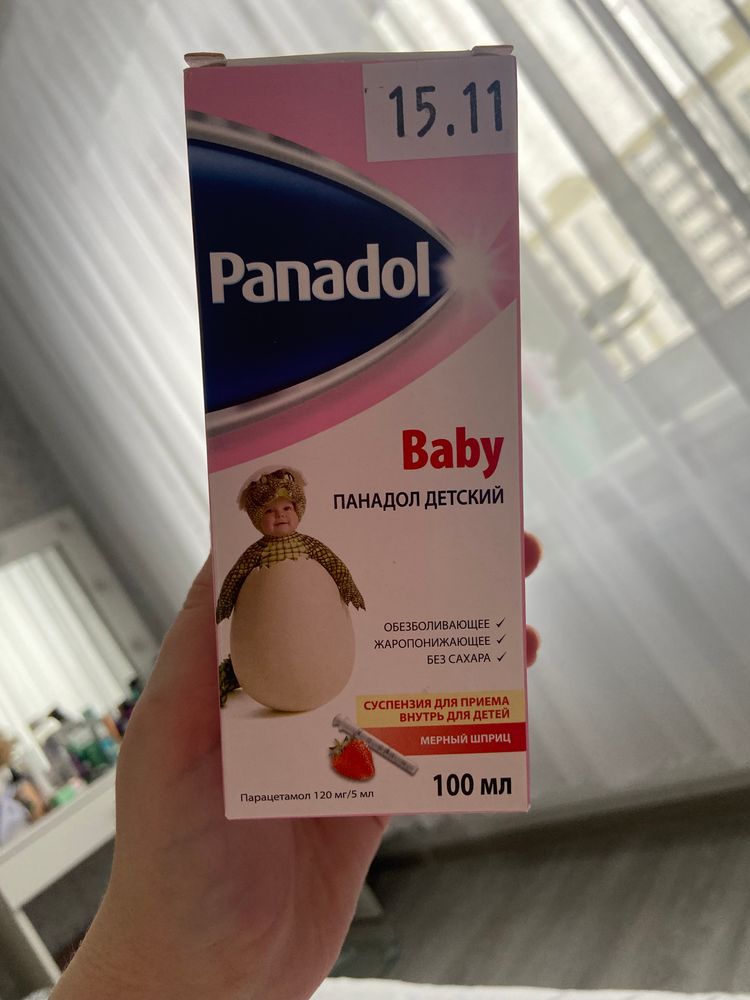 15.11
Panadol
Baby
ПАНАДОЛ ДЕТСКИЙ
ОБЕЗБОЛИВАЮЩЕЕ ✓
ЖАРОПОНИЖАЮЩЕЕ ✓
БЕЗ САХАРА ✓
СУСПЕНЗИЯ ДЛЯ ПРИЕМА
ВНУТРЬ ДЛЯ ДЕТЕЙ
МЕРНЫЙ ШПРИЦ
Парацетамол 120 мг/5 мл
100 мл